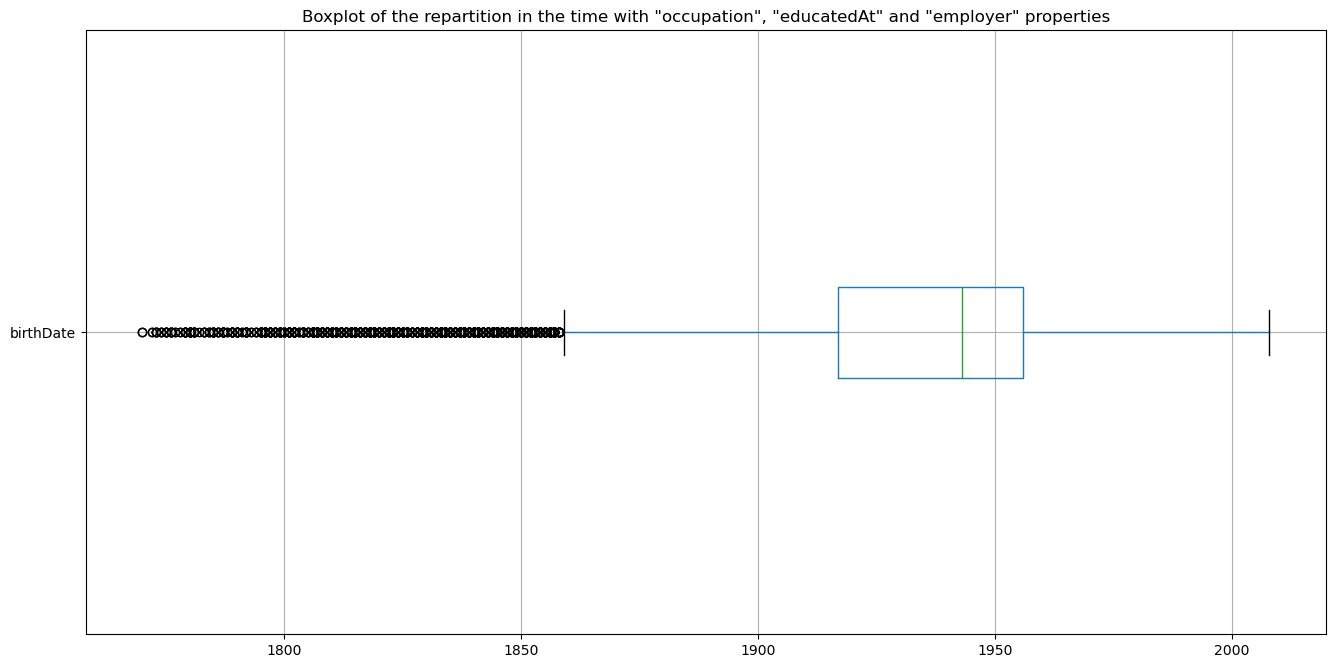 Boxplot of the repartition in the time with "occupation", "educatedAt" and "employer" properties
birthDate
1800 1850 1900 1950 2000